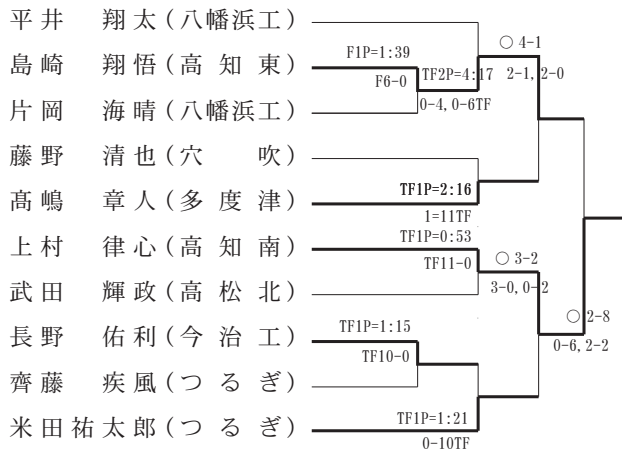 平井　翔太（八幡浜工）
○ 4-1
F1P=1:39
島崎　翔悟（高知東）
TF2P=4:17
2-1, 2-0
F6-0
0-4, 0-6TF
片岡　海晴（八幡浜工）
藤野　清也（穴　吹）
TF1P=2:16
髙嶋　章人（多度津）
1=11TF
TF1P=0:53
上村　律心（高知南）
○ 3-2
TF11-0
3-0, 0-2
武田　輝政（高松北）
○ 2-8
TF1P=1:15
長野　佑利（今治工）
0-6, 2-2
TF10-0
齊藤　疾風（つるぎ）
TF1P=1:21
米田祐太郎（つるぎ）
0-10TF